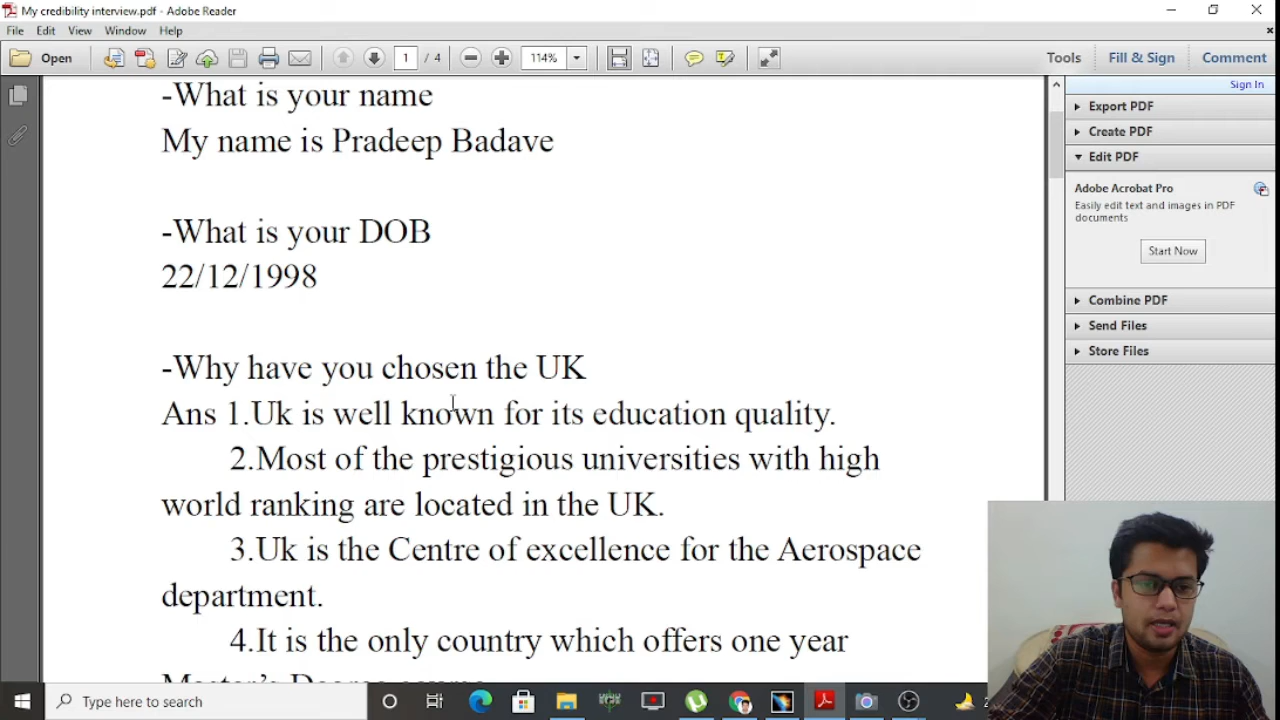 My credibility interview.pdf - Adobe Reader
File Edit View Window Help
Open 1 / 4 114% Tools Fill & Sign Comment
Sign In
Export PDF
Create PDF
Edit PDF
Adobe Acrobat Pro
Easily edit text and images in PDF
documents
Start Now
Combine PDF
Send Files
Store Files
-What is your name
My name is Pradeep Badave
-What is your DOB
22/12/1998
-Why have you chosen the UK
Ans 1.Uk is well known for its education quality.
2.Most of the prestigious universities with high
world ranking are located in the UK.
3.Uk is the Centre of excellence for the Aerospace
department.
4.It is the only country which offers one year
Master's Degree course
Type here to search